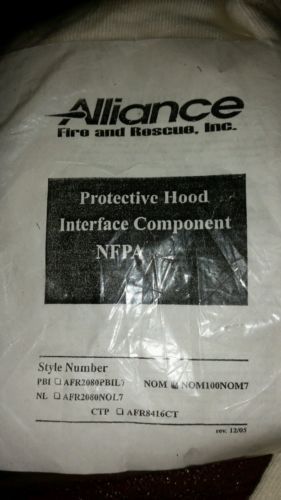 Alliance
Fire and Rescue, Inc.
Protective Hood
Interface Component
NFPA
Style Number
PBI ☐ AFR2080PBIL7 NOM ☑ NOM100NOM7
NL ☐ AFR2080NOL7
CTP ☐ AFR8416CT
rev. 12/05